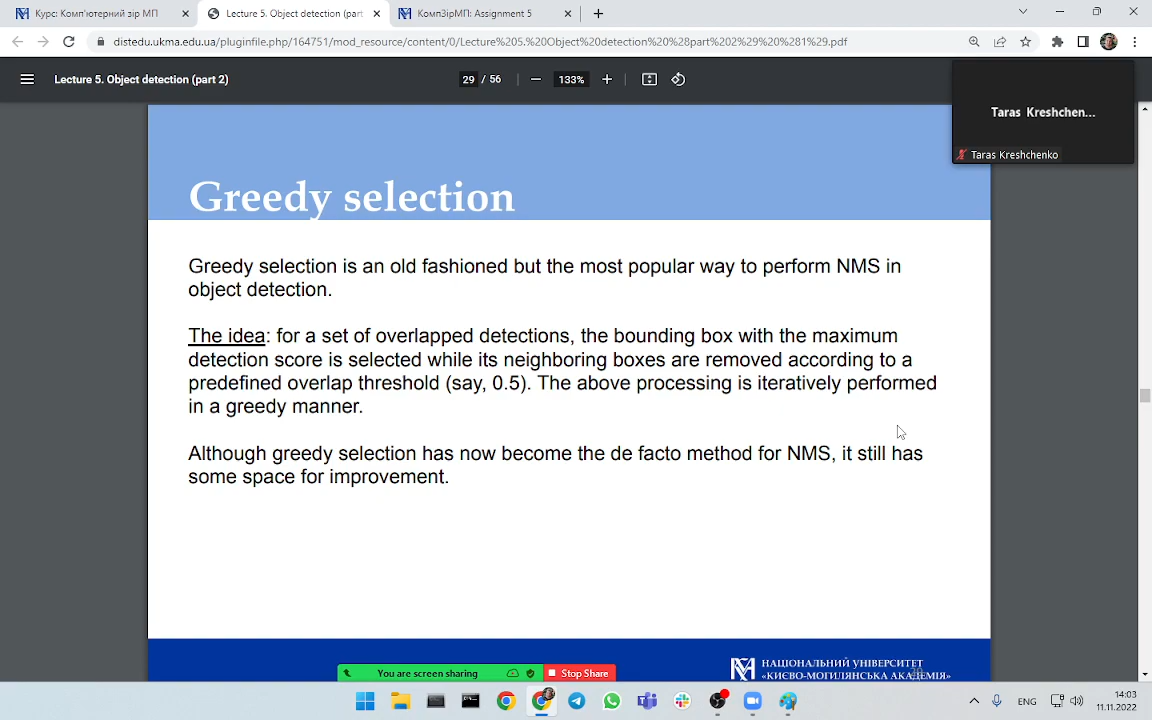 Курс: Комп'ютерний зір МП
Lecture 5. Object detection (part
КомпЗірМП: Assignment 5
distedu.ukma.edu.ua/pluginfile.php/164751/mod_resource/content/0/Lecture%205.%20Object%20detection%20%28part%202%29%20%281%29.pdf
Lecture 5. Object detection (part 2)
29 / 56
133%
Taras Kreshchen...
Taras Kreshchenko
Greedy selection
Greedy selection is an old fashioned but the most popular way to perform NMS in
object detection.
The idea: for a set of overlapped detections, the bounding box with the maximum
detection score is selected while its neighboring boxes are removed according to a
predefined overlap threshold (say, 0.5). The above processing is iteratively performed
in a greedy manner.
Although greedy selection has now become the de facto method for NMS, it still has
some space for improvement.
НАЦІОНАЛЬНИЙ УНІВЕРСИТЕТ
«КИЄВО-МОГИЛЯНСЬКА АКАДЕМІЯ»
29
You are screen sharing
Stop Share
ENG
14:03
11.11.2022